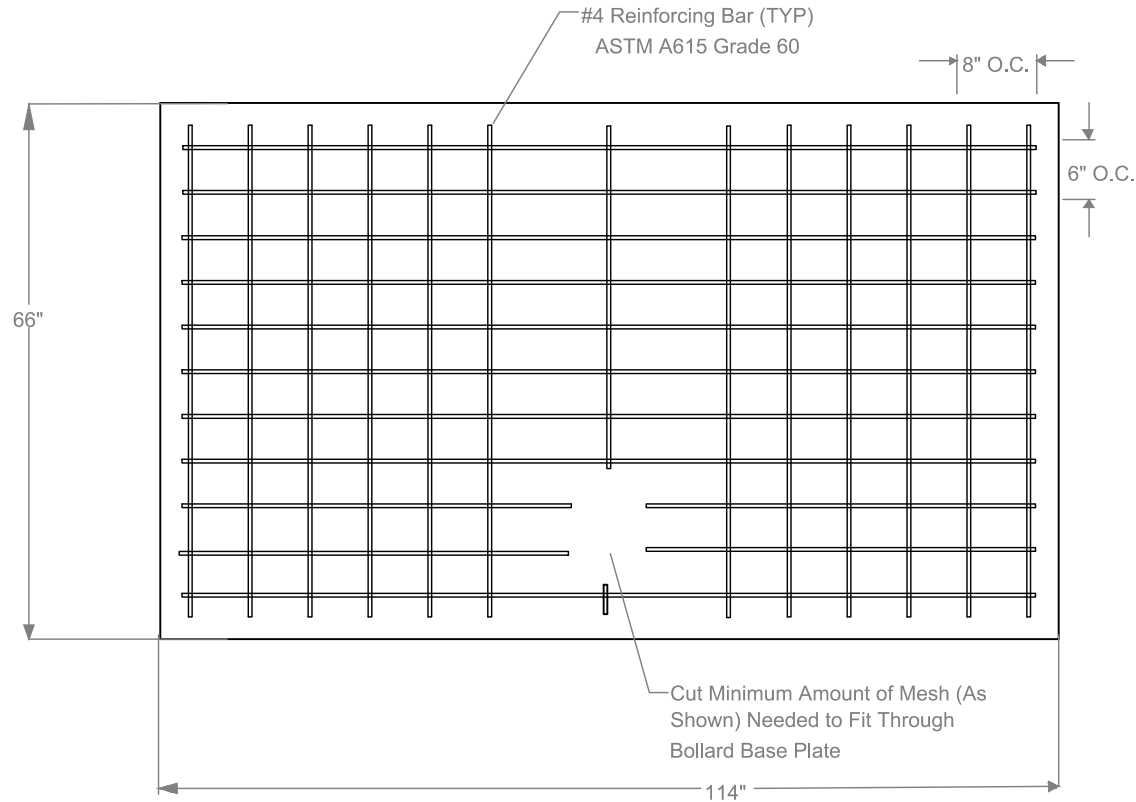 #4 Reinforcing Bar (TYP)
ASTM A615 Grade 60
8" O.C.
6" O.C.
66"
Cut Minimum Amount of Mesh (As
Shown) Needed to Fit Through
Bollard Base Plate
114"